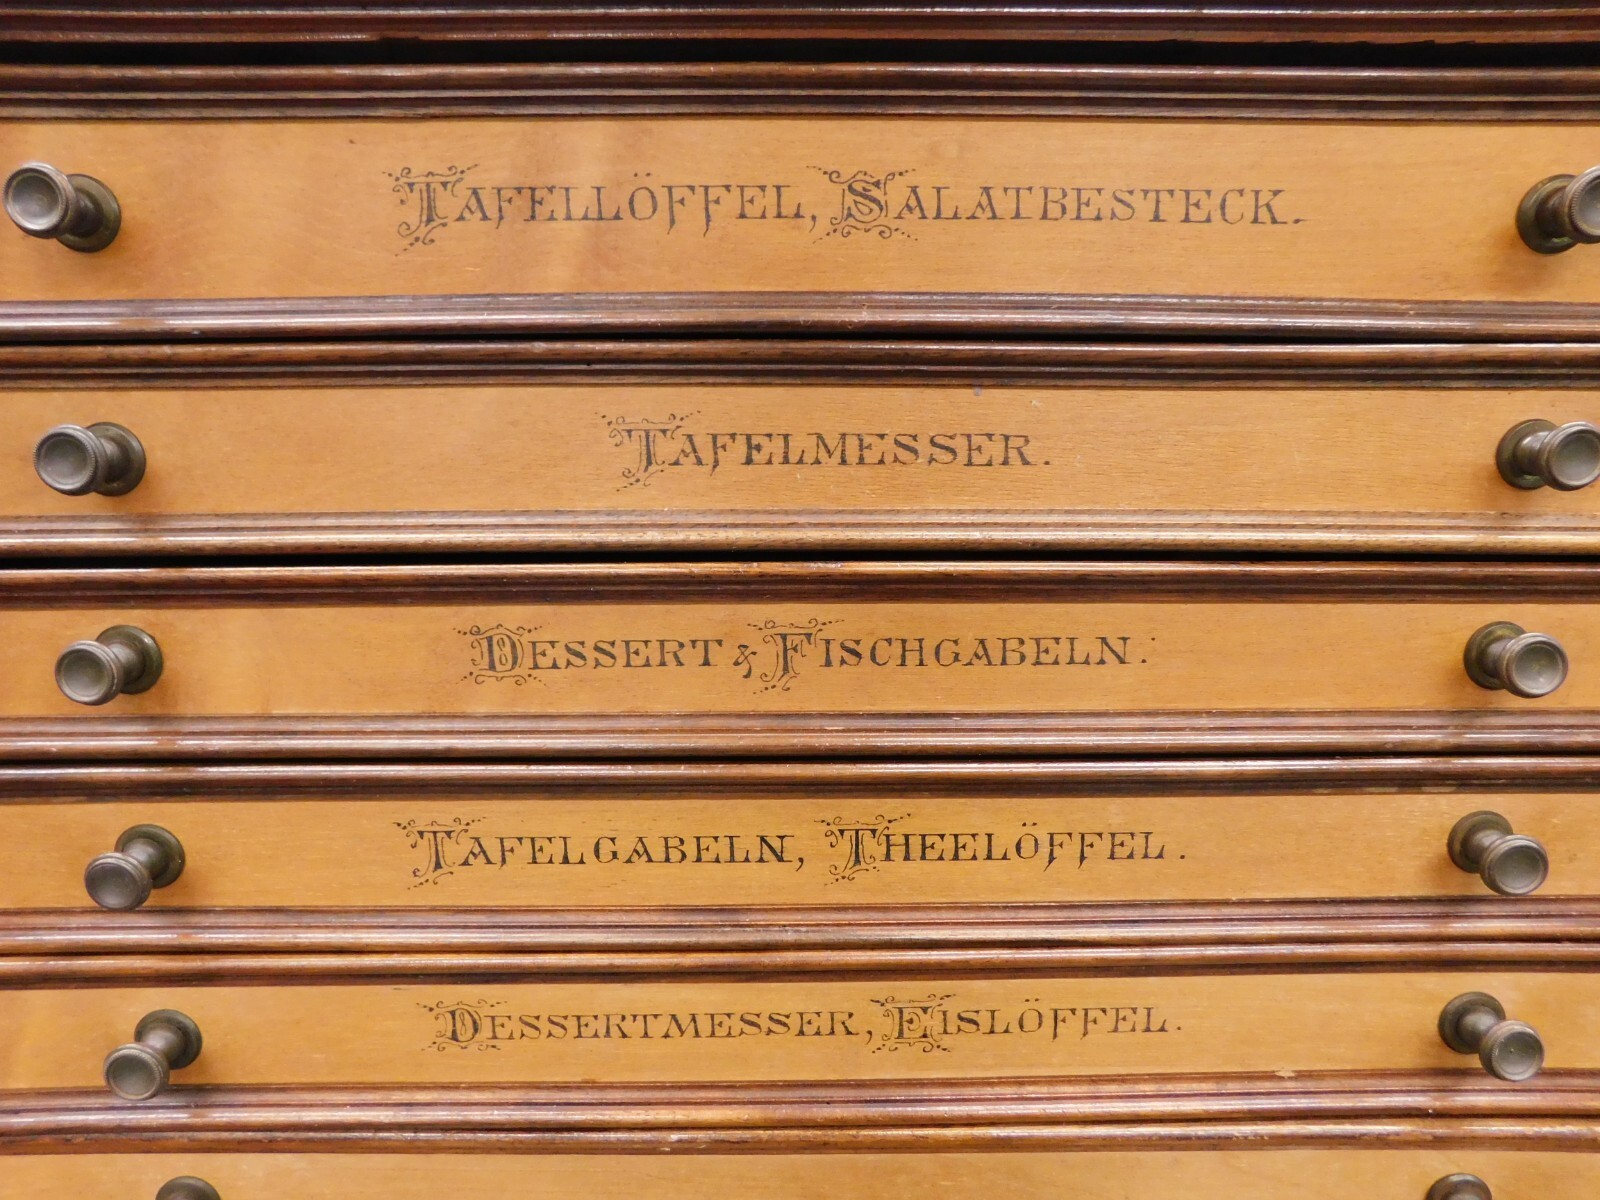 Tafellöffel, Salatbesteck.
Tafelmesser.
Dessert & Fischgabeln.
Tafelgabeln, Theelöffel.
Dessertmesser, Eislöffel.